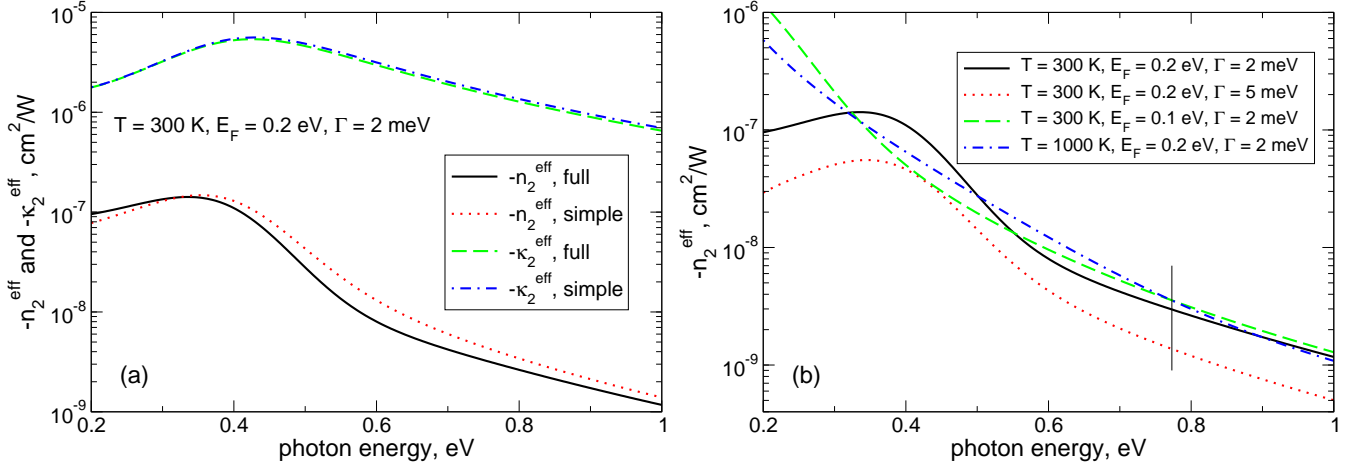 10^-5
10^-6
10^-7
10^-8
10^-9
-n_2^eff and -κ_2^eff, cm^2/W
T = 300 K, E_F = 0.2 eV, Γ = 2 meV
-n_2^eff, full
-n_2^eff, simple
-κ_2^eff, full
-κ_2^eff, simple
(a)
0.2 0.4 0.6 0.8 1
photon energy, eV
10^-6
10^-7
10^-8
10^-9
-n_2^eff, cm^2/W
T = 300 K, E_F = 0.2 eV, Γ = 2 meV
T = 300 K, E_F = 0.2 eV, Γ = 5 meV
T = 300 K, E_F = 0.1 eV, Γ = 2 meV
T = 1000 K, E_F = 0.2 eV, Γ = 2 meV
(b)
0.2 0.4 0.6 0.8 1
photon energy, eV